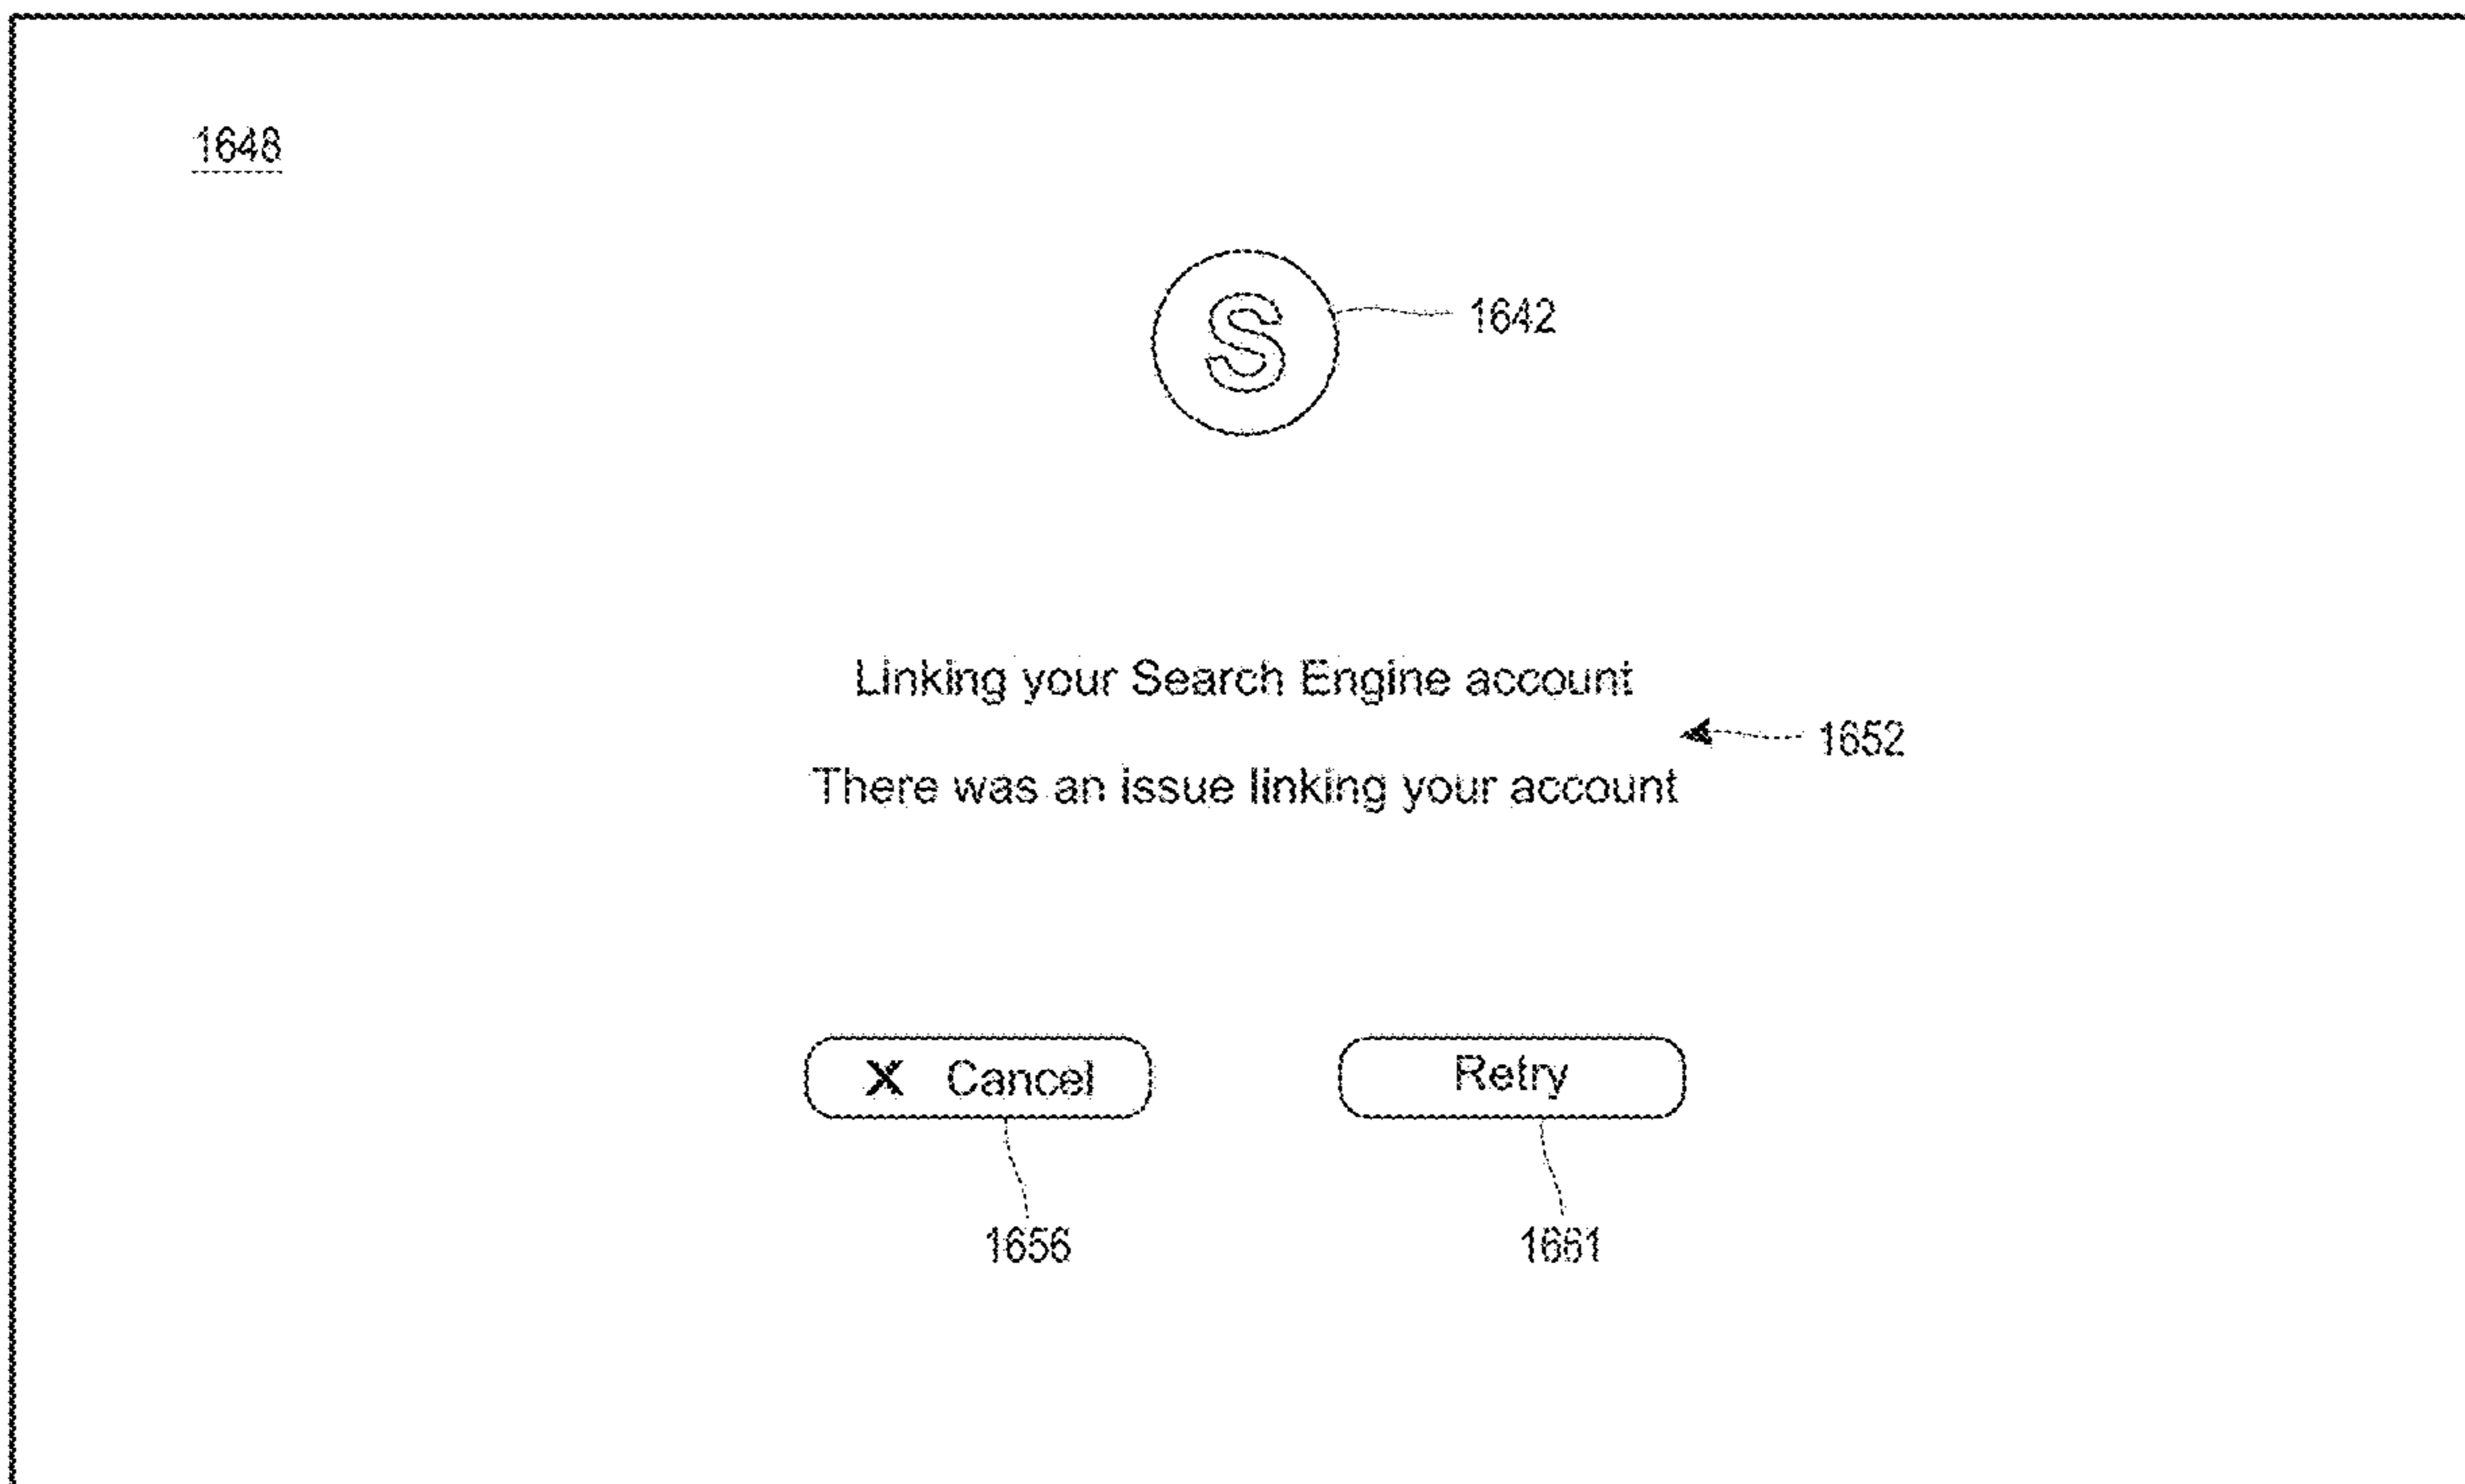 1648
S
1642
Linking your Search Engine account
1652
There was an issue linking your account
X Cancel
Retry
1656
1661